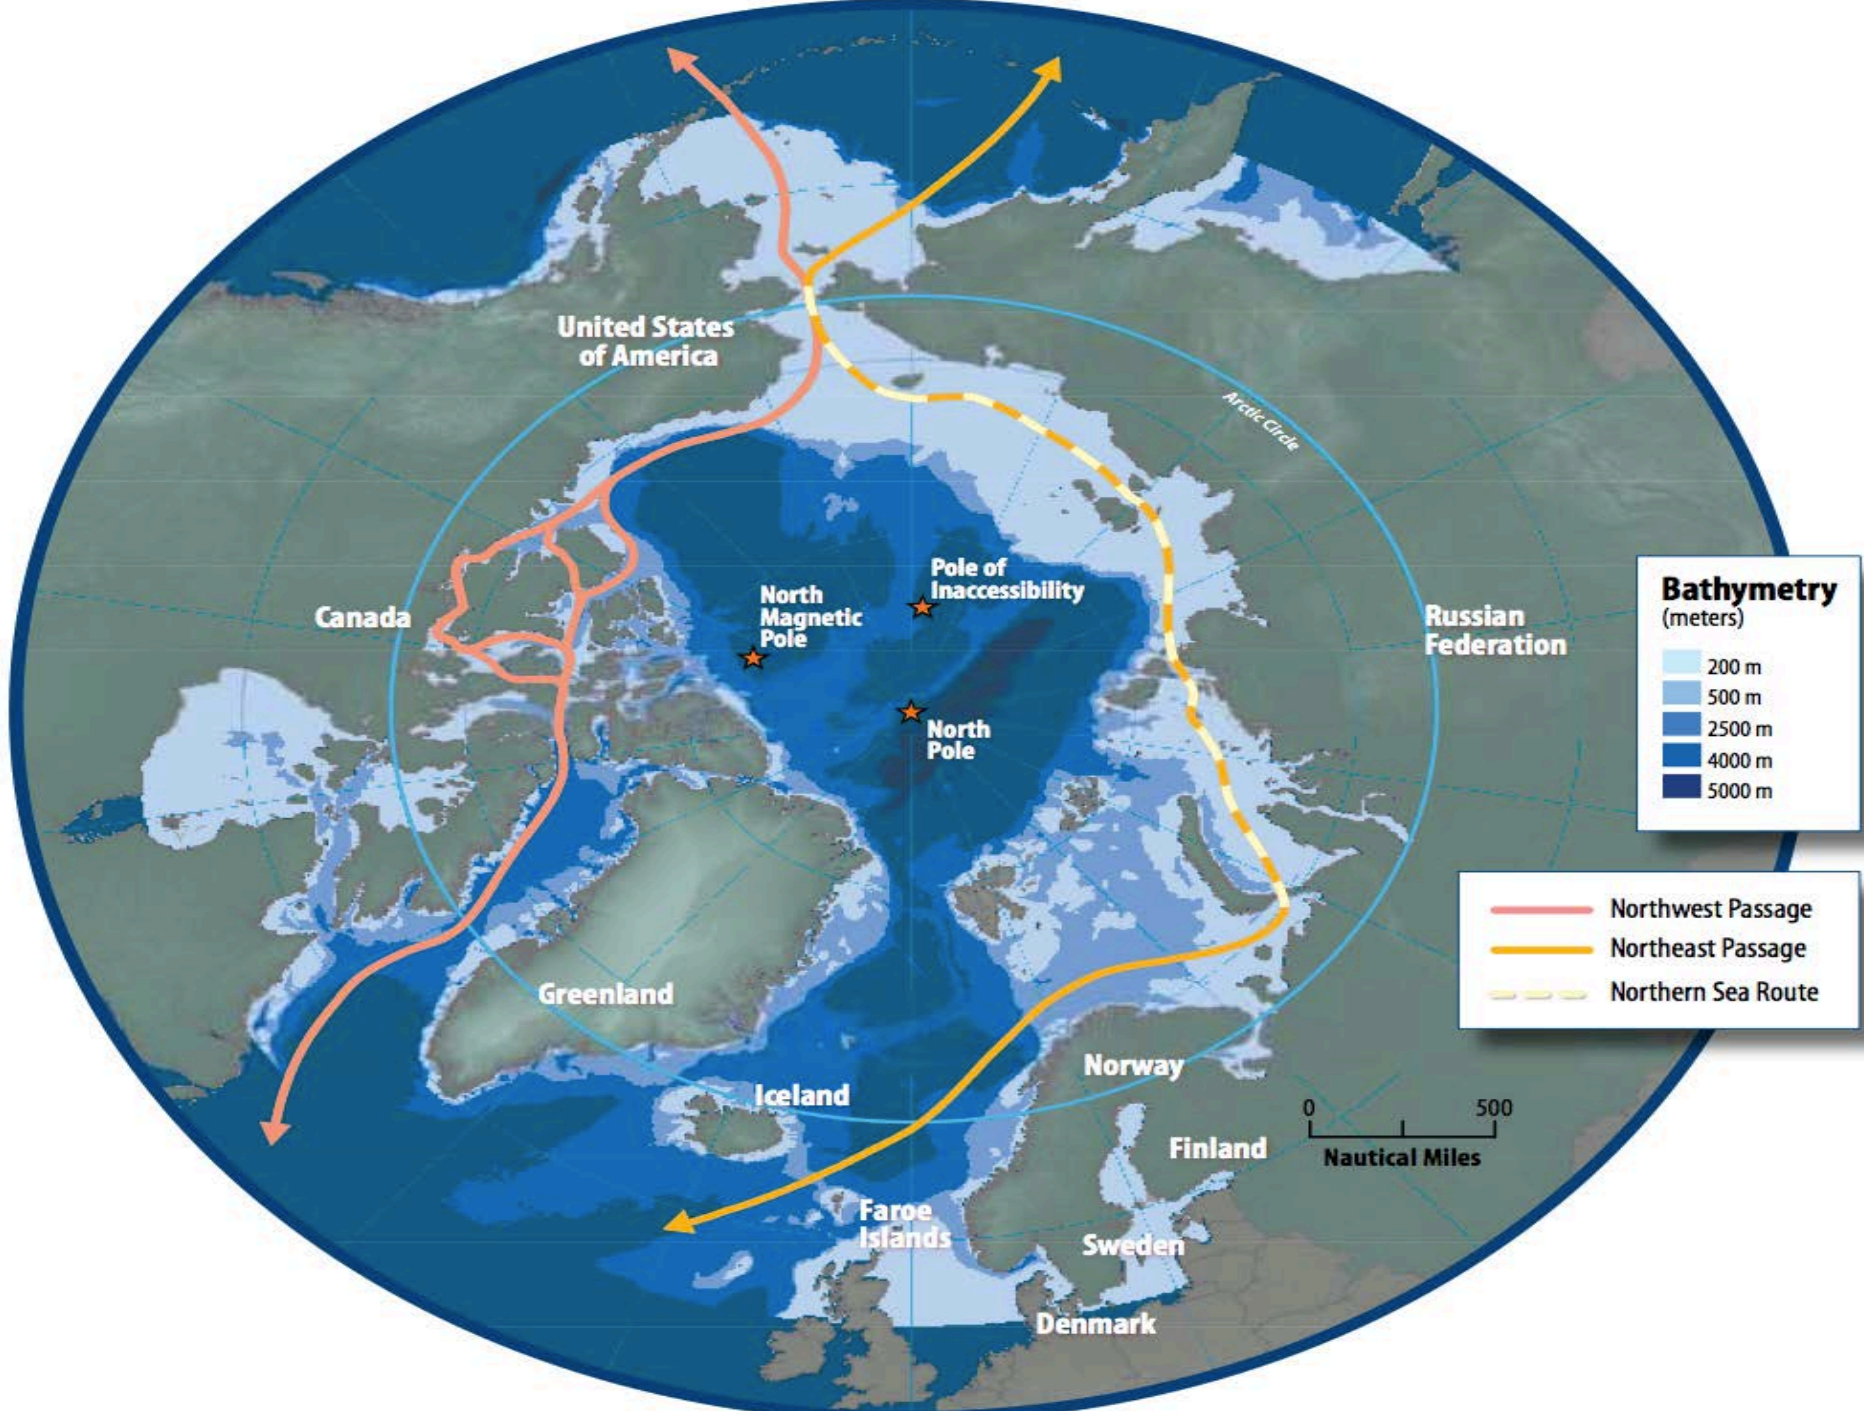 United States
of America
Arctic Circle
Pole of
Inaccessibility
North
Magnetic
Pole
Canada
Russian
Federation
North
Pole
Greenland
Iceland
Norway
Finland
Faroe
Islands
Sweden
Denmark
Bathymetry
(meters)
200 m
500 m
2500 m
4000 m
5000 m
Northwest Passage
Northeast Passage
Northern Sea Route
0 500
Nautical Miles